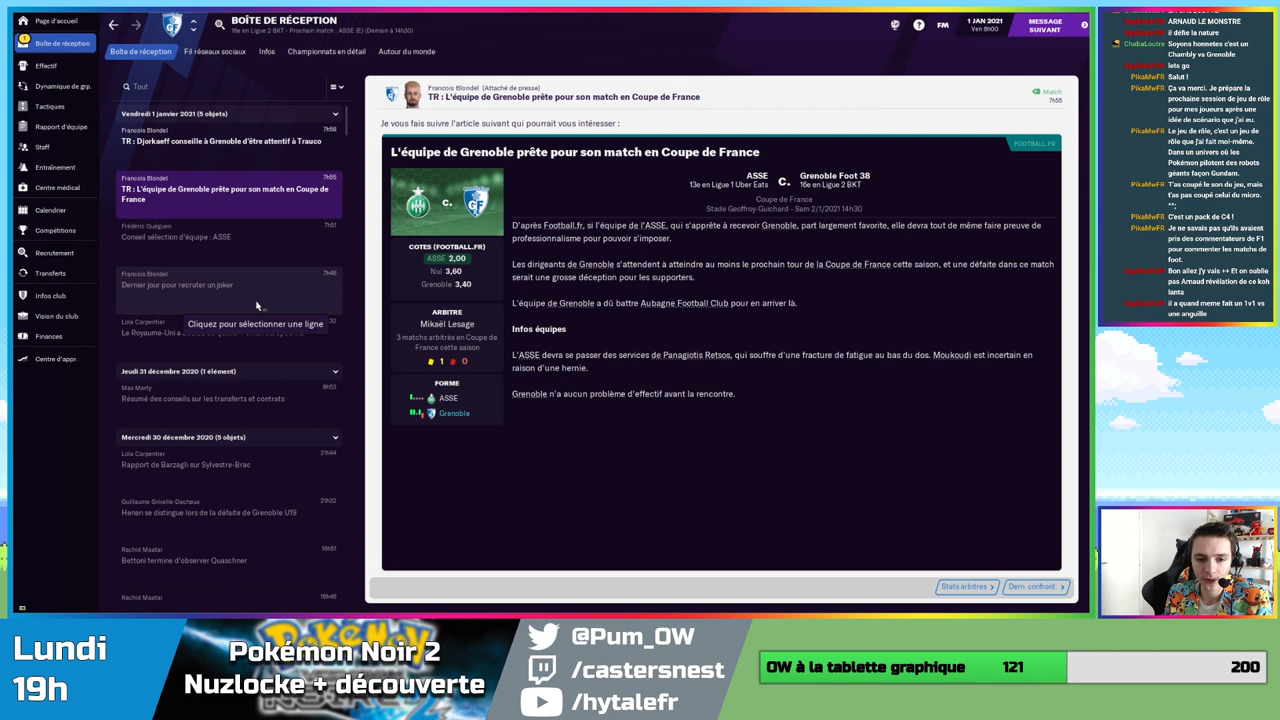 Page d'accueil
Boîte de réception
Effectif
Dynamique de grp.
Tactiques
Rapport d'équipe
Staff
Entraînement
Centre médical
Calendrier
Compétitions
Recrutement
Transferts
Infos club
Vision du club
Finances
Centre d'appr.
BOÎTE DE RÉCEPTION
16e en Ligue 2 BKT - Prochain match : ASSE (E) (Demain à 14h30)
FM
1 JAN 2021
Ven 8h00
MESSAGE
SUIVANT
Boîte de réception
Fil réseaux sociaux
Infos
Championnats en détail
Autour du monde
Tout
Vendredi 1 janvier 2021 (5 objets)
Francois Blondel 7h58
TR : Djorkaeff conseille à Grenoble d'être attentif à Trauco
Francois Blondel 7h55
TR : L'équipe de Grenoble prête pour son match en Coupe de
France
Frédéric Guéguen 7h51
Conseil sélection d'équipe : ASSE
Francois Blondel 7h48
Dernier jour pour recruter un joker
Lola Carpentier
Cliquez pour sélectionner une ligne
Le Royaume-Uni a
Jeudi 31 décembre 2020 (1 élément)
Max Marty 8h53
Résumé des conseils sur les transferts et contrats
Mercredi 30 décembre 2020 (5 objets)
Lola Carpentier 21h44
Rapport de Barzagli sur Sylvestre-Brac
Guillaume Grivelle-Dacheux 21h32
Henen se distingue lors de la défaite de Grenoble U19
Rachid Maatar 16h51
Bettoni termine d'observer Quaschner
Rachid Maatar 16h46
Francois Blondel (Attaché de presse)
TR : L'équipe de Grenoble prête pour son match en Coupe de France
Match
7h55
Je vous fais suivre l'article suivant qui pourrait vous intéresser :
FOOTBALL.FR
L'équipe de Grenoble prête pour son match en Coupe de France
ASSE c. Grenoble Foot 38
13e en Ligue 1 Uber Eats 16e en Ligue 2 BKT
Coupe de France
Stade Geoffroy-Guichard - Sam 2/1/2021 14h30
c.
COTES (FOOTBALL.FR)
ASSE 2,00
Nul 3,60
Grenoble 3,40
ARBITRE
Mikaël Lesage
3 matchs arbitrés en Coupe de
France cette saison
1 0
FORME
ASSE
Grenoble
D'après Football.fr, si l'équipe de l'ASSE, qui s'apprête à recevoir Grenoble, part largement favorite, elle devra tout de même faire preuve de
professionnalisme pour pouvoir s'imposer.
Les dirigeants de Grenoble s'attendent à atteindre au moins le prochain tour de la Coupe de France cette saison, et une défaite dans ce match
serait une grosse déception pour les supporters.
L'équipe de Grenoble a dû battre Aubagne Football Club pour en arriver là.
Infos équipes
L'ASSE devra se passer des services de Panagiotis Retsos, qui souffre d'une fracture de fatigue au bas du dos. Moukoudi est incertain en
raison d'une hernie.
Grenoble n'a aucun problème d'effectif avant la rencontre.
Stats arbitres
Dern. confront.
ARNAUD LE MONSTRE
il défie la nature
ChabaLoutre Soyons honnetes c'est un
Chambly vs Grenoble
lets go
PikaMwFR Salut !
PikaMwFR Ça va merci. Je prépare la
prochaine session de jeu de rôle
pour mes joueurs après une
idée de scénario que j'ai eu.
PikaMwFR Le jeu de rôle, c'est un jeu de
rôle que j'ai fait moi-même.
Dans un univers où les
Pokémon pilotent des robots
géants façon Gundam.
PikaMwFR T'as coupé le son du jeu, mais
t'as pas coupé celui du micro.
^^
PikaMwFR C'est un pack de C4 !
PikaMwFR Je ne savais pas qu'ils avaient
pris des commentateurs de F1
pour commenter les matchs de
foot.
Bon allez j'y vais ++ Et on oublie
pas Arnaud révélation de ce koh
lanta
il a quand meme fait un 1v1 vs
une anguille
Lundi
19h
Pokémon Noir 2
Nuzlocke + découverte
@Pum_OW
/castersnest
/hytalefr
OW à la tablette graphique 121 200